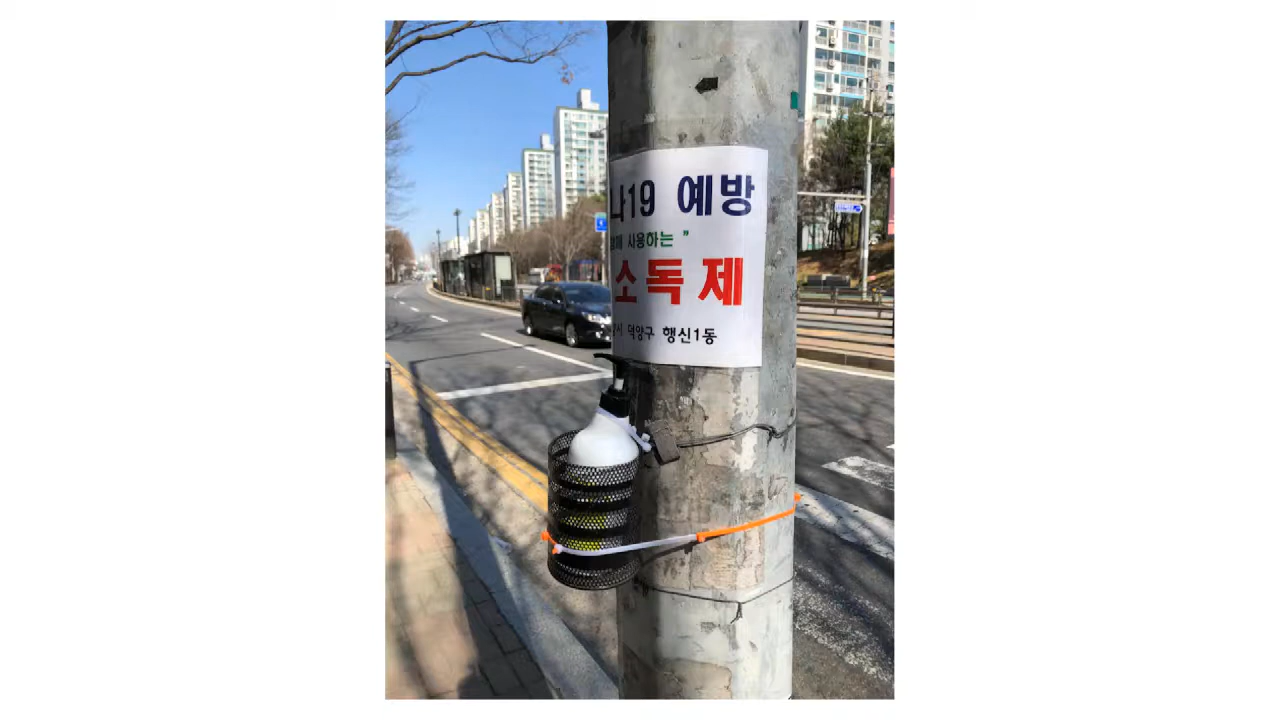 나19 예방
함께 사용하는 "
소독제
시 덕양구 행신1동